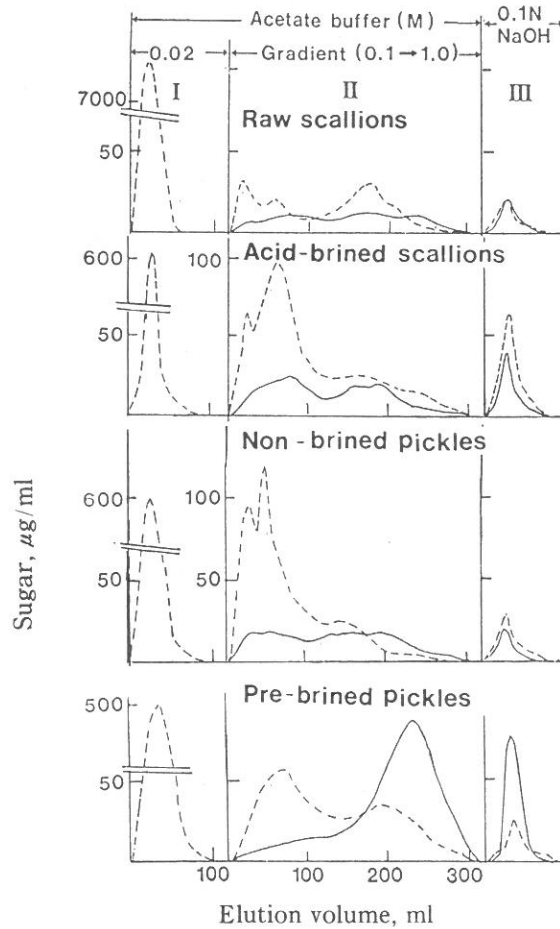 Acetate buffer (M)
0.1N
NaOH
0.02
Gradient (0.1→1.0)
I
II
III
7000
50
Raw scallions
600
50
100
Acid-brined scallions
600
50
100
50
Non-brined pickles
500
50
Pre-brined pickles
100
100
200
300
Sugar, μg/ml
Elution volume, ml